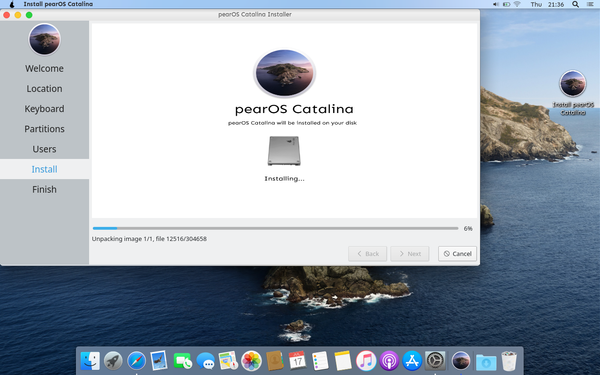 Install pearOS Catalina
Thu 21:36
pearOS Catalina Installer
Welcome
Location
Keyboard
Partitions
Users
Install
Finish
pearOS Catalina
pearOS Catalina will be installed on your disk
Installing...
6%
Unpacking image 1/1, file 12516/304658
Back
Next
Cancel
Install pearOS
Catalina
17